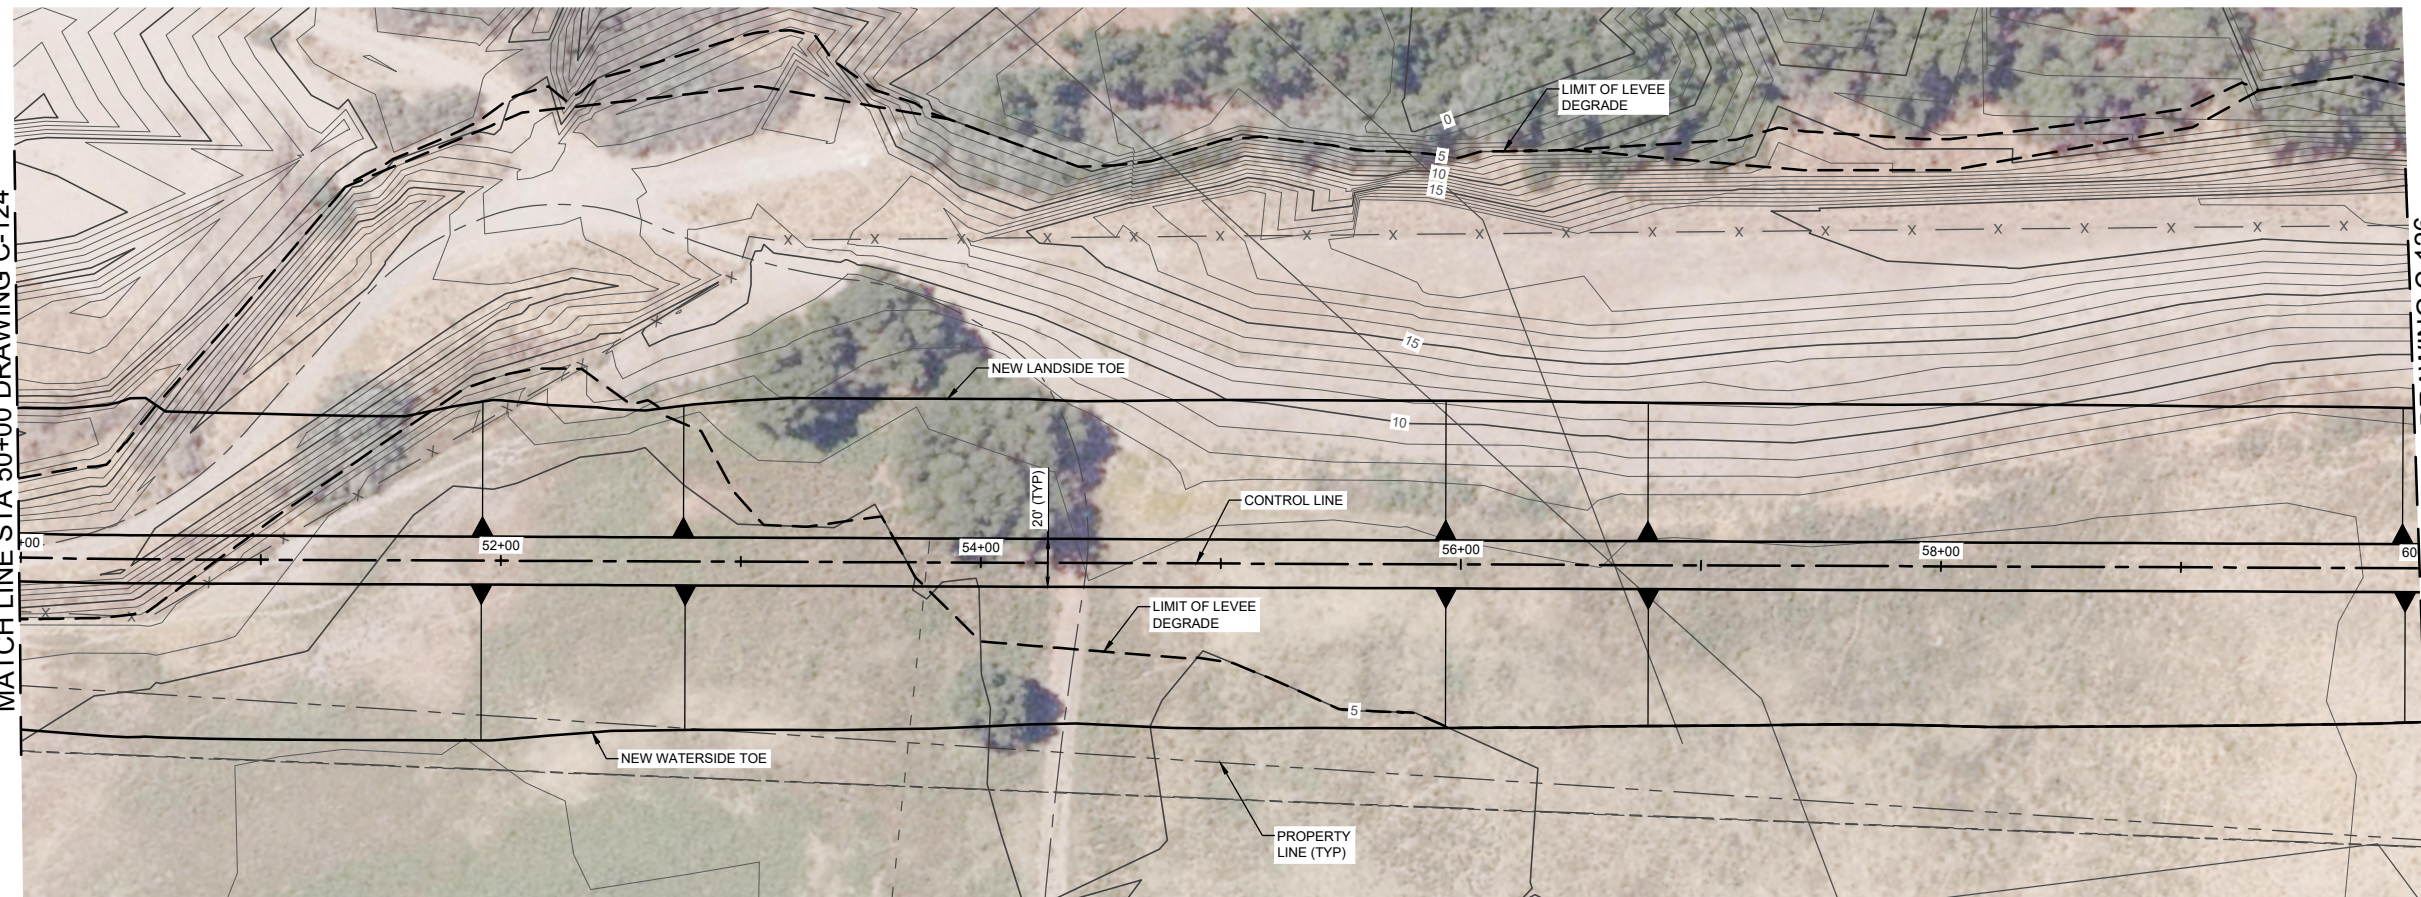 LIMIT OF LEVEE
DEGRADE
0
5
10
15
X X X X X X X X X X X X X X X X X X X
15
NEW LANDSIDE TOE
10
20' (TYP)
CONTROL LINE
+00
52+00
54+00
56+00
58+00
60
LIMIT OF LEVEE
DEGRADE
5
NEW WATERSIDE TOE
PROPERTY
LINE (TYP)
MATCH LINE STA 50+00 DRAWING C-124